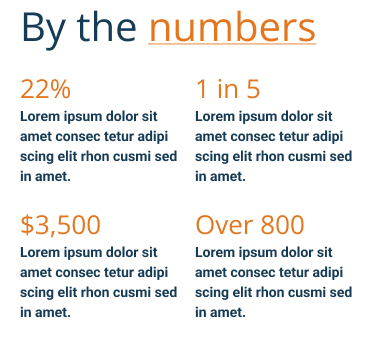 By the numbers
22%
Lorem ipsum dolor sit
amet consec tetur adipi
scing elit rhon cusmi sed
in amet.
1 in 5
Lorem ipsum dolor sit
amet consec tetur adipi
scing elit rhon cusmi sed
in amet.
$3,500
Lorem ipsum dolor sit
amet consec tetur adipi
scing elit rhon cusmi sed
in amet.
Over 800
Lorem ipsum dolor sit
amet consec tetur adipi
scing elit rhon cusmi sed
in amet.